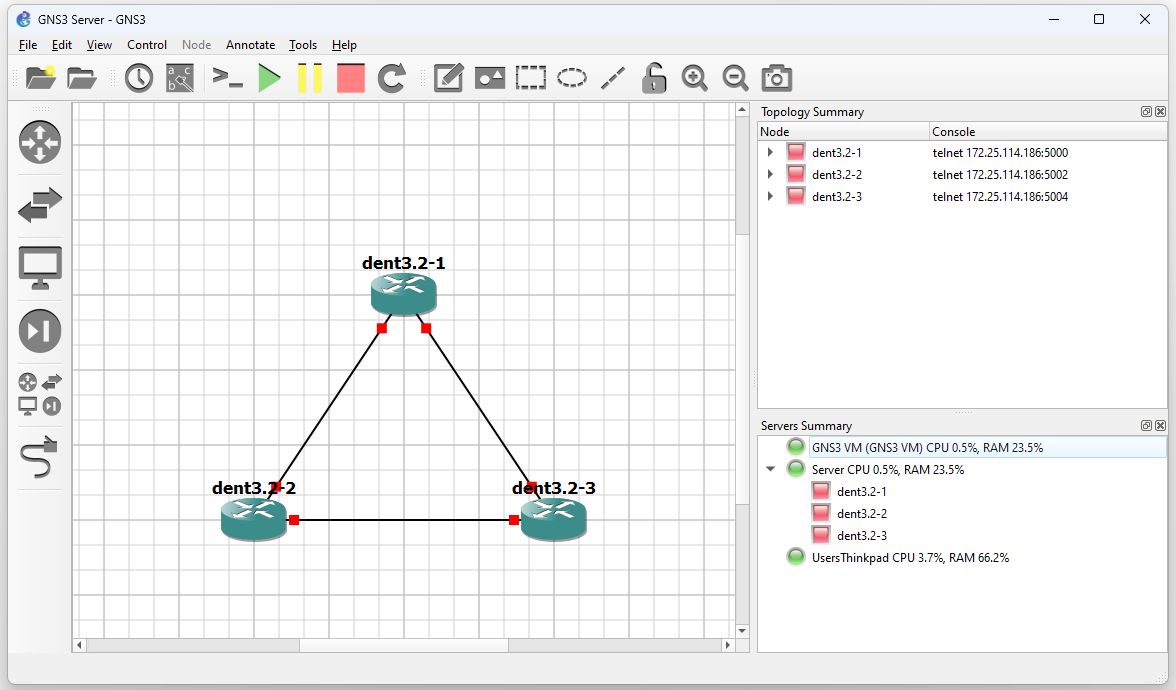 GNS3 Server - GNS3
File Edit View Control Node Annotate Tools Help
a c
b
dent3.2-1
dent3.2-2
dent3.2-3
Topology Summary
Node Console
dent3.2-1 telnet 172.25.114.186:5000
dent3.2-2 telnet 172.25.114.186:5002
dent3.2-3 telnet 172.25.114.186:5004
Servers Summary
GNS3 VM (GNS3 VM) CPU 0.5%, RAM 23.5%
Server CPU 0.5%, RAM 23.5%
dent3.2-1
dent3.2-2
dent3.2-3
UsersThinkpad CPU 3.7%, RAM 66.2%